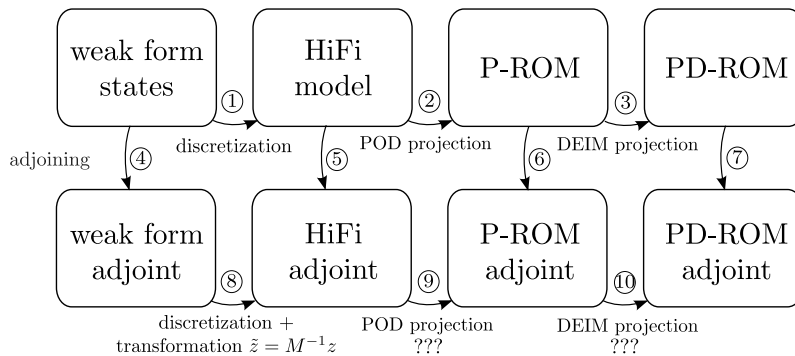 weak form
states
HiFi
model
P-ROM
PD-ROM
① ② ③
discretization
POD projection
DEIM projection
adjoining
④ ⑤ ⑥ ⑦
weak form
adjoint
HiFi
adjoint
P-ROM
adjoint
PD-ROM
adjoint
⑧ ⑨ ⑩
discretization +
transformation z̃ = M⁻¹z
POD projection
???
DEIM projection
???